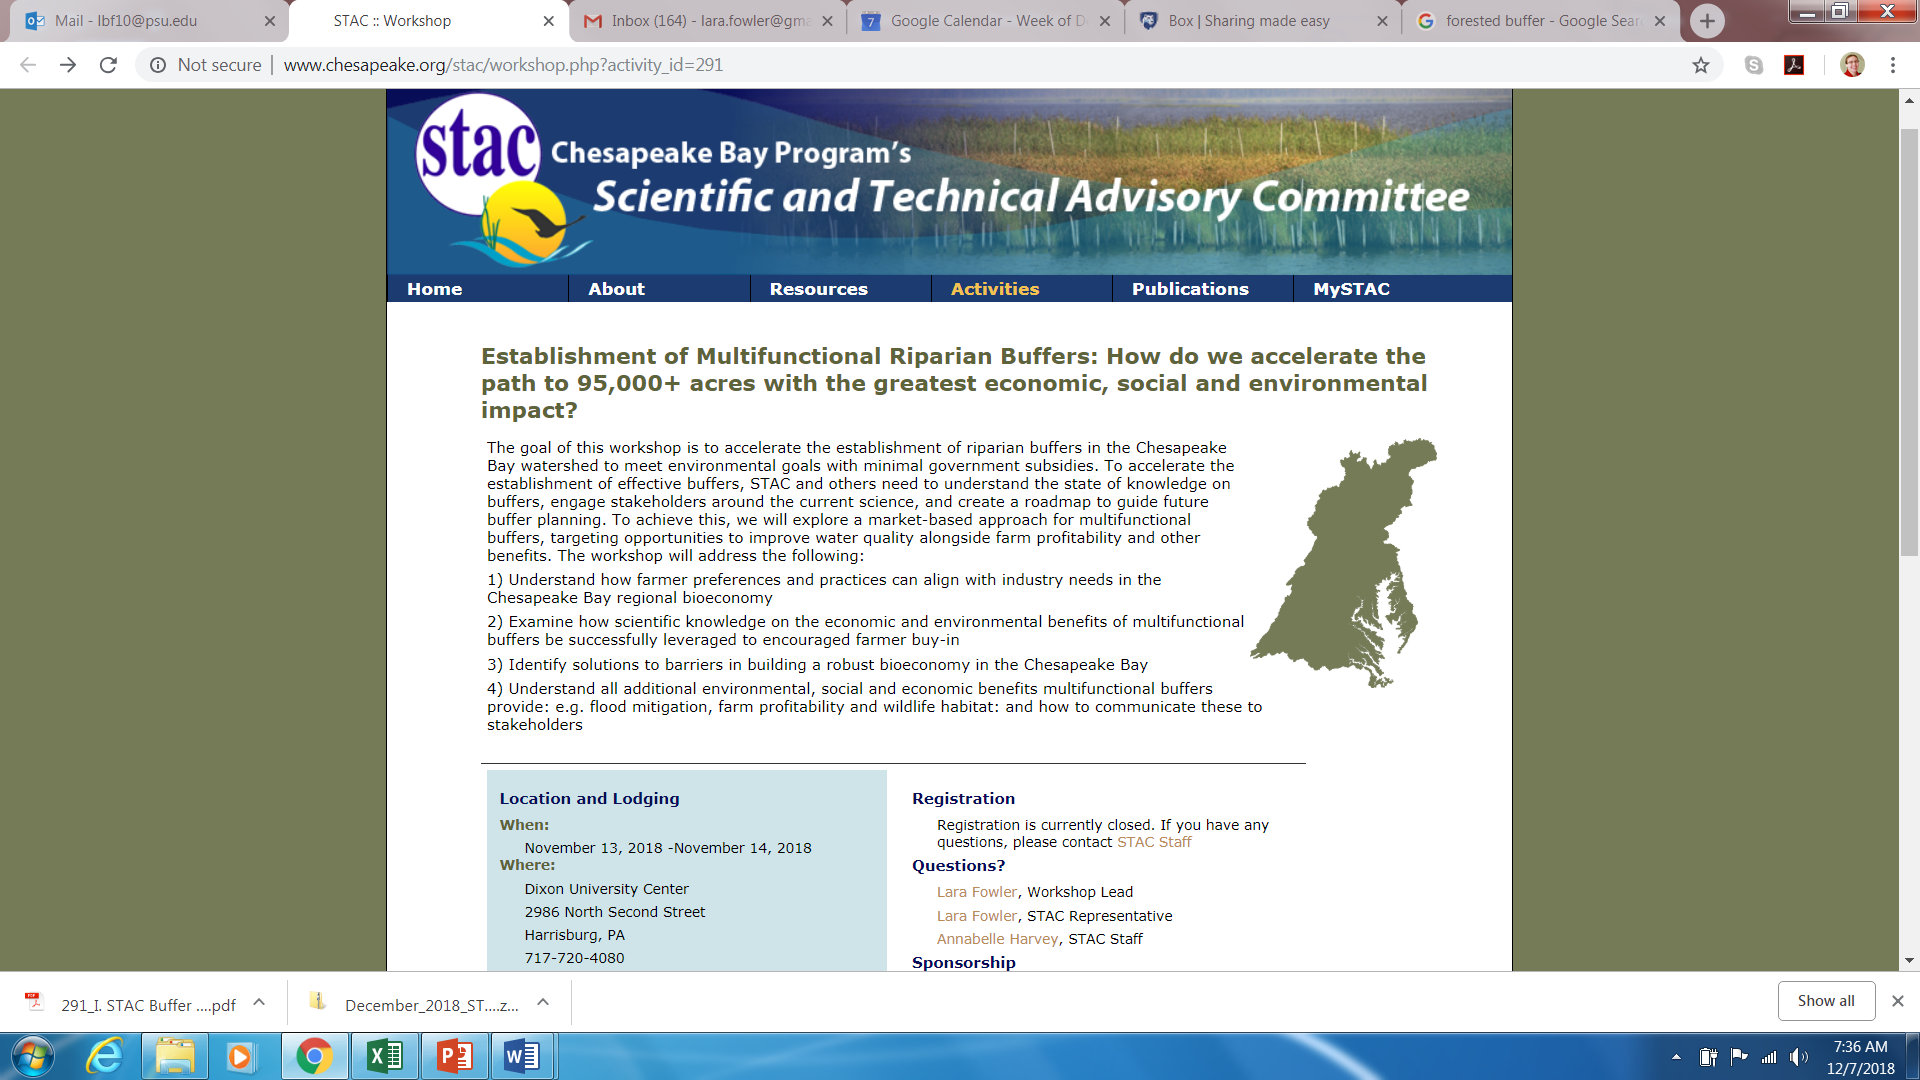 Mail - lbf10@psu.edu
STAC :: Workshop
Inbox (164) - lara.fowler@gma
Google Calendar - Week of D
Box | Sharing made easy
forested buffer - Google Sear
Not secure | www.chesapeake.org/stac/workshop.php?activity_id=291
stac
Chesapeake Bay Program's
Scientific and Technical Advisory Committee
Home About Resources Activities Publications MySTAC
Establishment of Multifunctional Riparian Buffers: How do we accelerate the
path to 95,000+ acres with the greatest economic, social and environmental
impact?
The goal of this workshop is to accelerate the establishment of riparian buffers in the Chesapeake
Bay watershed to meet environmental goals with minimal government subsidies. To accelerate the
establishment of effective buffers, STAC and others need to understand the state of knowledge on
buffers, engage stakeholders around the current science, and create a roadmap to guide future
buffer planning. To achieve this, we will explore a market-based approach for multifunctional
buffers, targeting opportunities to improve water quality alongside farm profitability and other
benefits. The workshop will address the following:
1) Understand how farmer preferences and practices can align with industry needs in the
Chesapeake Bay regional bioeconomy
2) Examine how scientific knowledge on the economic and environmental benefits of multifunctional
buffers be successfully leveraged to encouraged farmer buy-in
3) Identify solutions to barriers in building a robust bioeconomy in the Chesapeake Bay
4) Understand all additional environmental, social and economic benefits multifunctional buffers
provide: e.g. flood mitigation, farm profitability and wildlife habitat: and how to communicate these to
stakeholders
Location and Lodging
When:
November 13, 2018 -November 14, 2018
Where:
Dixon University Center
2986 North Second Street
Harrisburg, PA
717-720-4080
Registration
Registration is currently closed. If you have any
questions, please contact STAC Staff
Questions?
Lara Fowler, Workshop Lead
Lara Fowler, STAC Representative
Annabelle Harvey, STAC Staff
Sponsorship
291_I. STAC Buffer ....pdf
December_2018_ST....z...
Show all
7:36 AM
12/7/2018